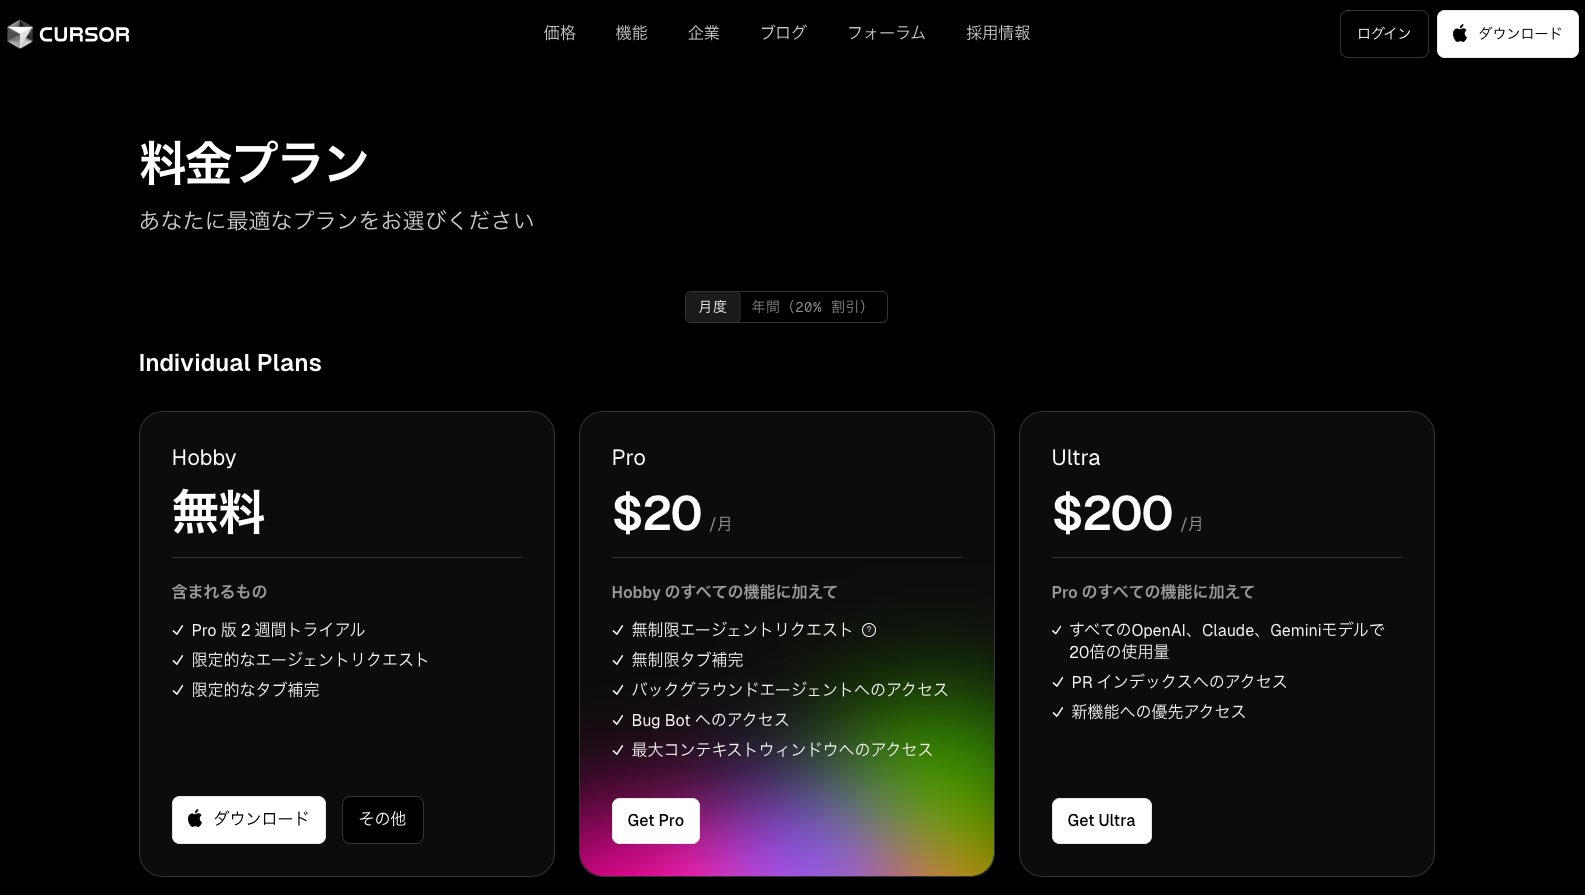 CURSOR
価格 機能 企業 ブログ フォーラム 採用情報
ログイン ダウンロード
料金プラン
あなたに最適なプランをお選びください
月度 年間（20% 割引）
Individual Plans
Hobby
無料
含まれるもの
Pro 版 2 週間トライアル
限定的なエージェントリクエスト
限定的なタブ補完
ダウンロード その他
Pro
$20 /月
Hobby のすべての機能に加えて
無制限エージェントリクエスト ?
無制限タブ補完
バックグラウンドエージェントへのアクセス
Bug Bot へのアクセス
最大コンテキストウィンドウへのアクセス
Get Pro
Ultra
$200 /月
Pro のすべての機能に加えて
すべてのOpenAI、Claude、Geminiモデルで
20倍の使用量
PR インデックスへのアクセス
新機能への優先アクセス
Get Ultra